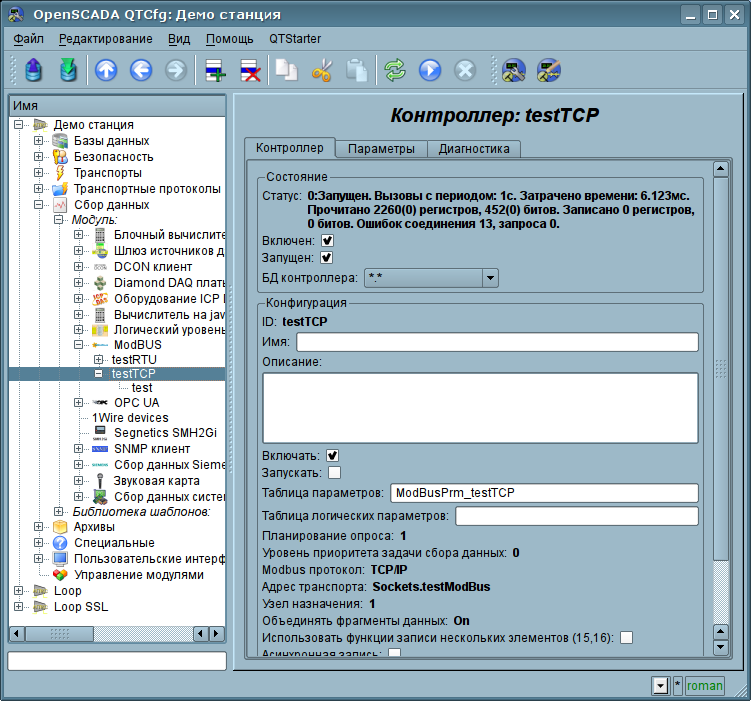 OpenSCADA QTCfg: Демо станция
Файл Редактирование Вид Помощь QTStarter
Имя
Демо станция
Базы данных
Безопасность
Транспорты
Транспортные протоколы
Сбор данных
Модуль:
Блочный вычислите
Шлюз источников д
DCON клиент
Diamond DAQ плать
Оборудование ICP
Вычислитель на jav
Логический уровень
ModBUS
testRTU
testTCP
test
OPC UA
1Wire devices
Segnetics SMH2Gi
SNMP клиент
Сбор данных Sieme
Звуковая карта
Сбор данных систе
Библиотека шаблонов:
Архивы
Специальные
Пользовательские интерф
Управление модулями
Loop
Loop SSL
Контроллер: testTCP
Контроллер Параметры Диагностика
Состояние
Статус: 0:Запущен. Вызовы с периодом: 1с. Затрачено времени: 6.123мс.
Прочитано 2260(0) регистров, 452(0) битов. Записано 0 регистров,
0 битов. Ошибок соединения 13, запроса 0.
Включен:
Запущен:
БД контроллера: *.*
Конфигурация
ID: testTCP
Имя:
Описание:
Включать:
Запускать:
Таблица параметров: ModBusPrm_testTCP
Таблица логических параметров:
Планирование опроса: 1
Уровень приоритета задачи сбора данных: 0
Modbus протокол: TCP/IP
Адрес транспорта: Sockets.testModBus
Узел назначения: 1
Объединять фрагменты данных: On
Использовать функции записи нескольких элементов (15,16):
Асинхронная запись:
* roman